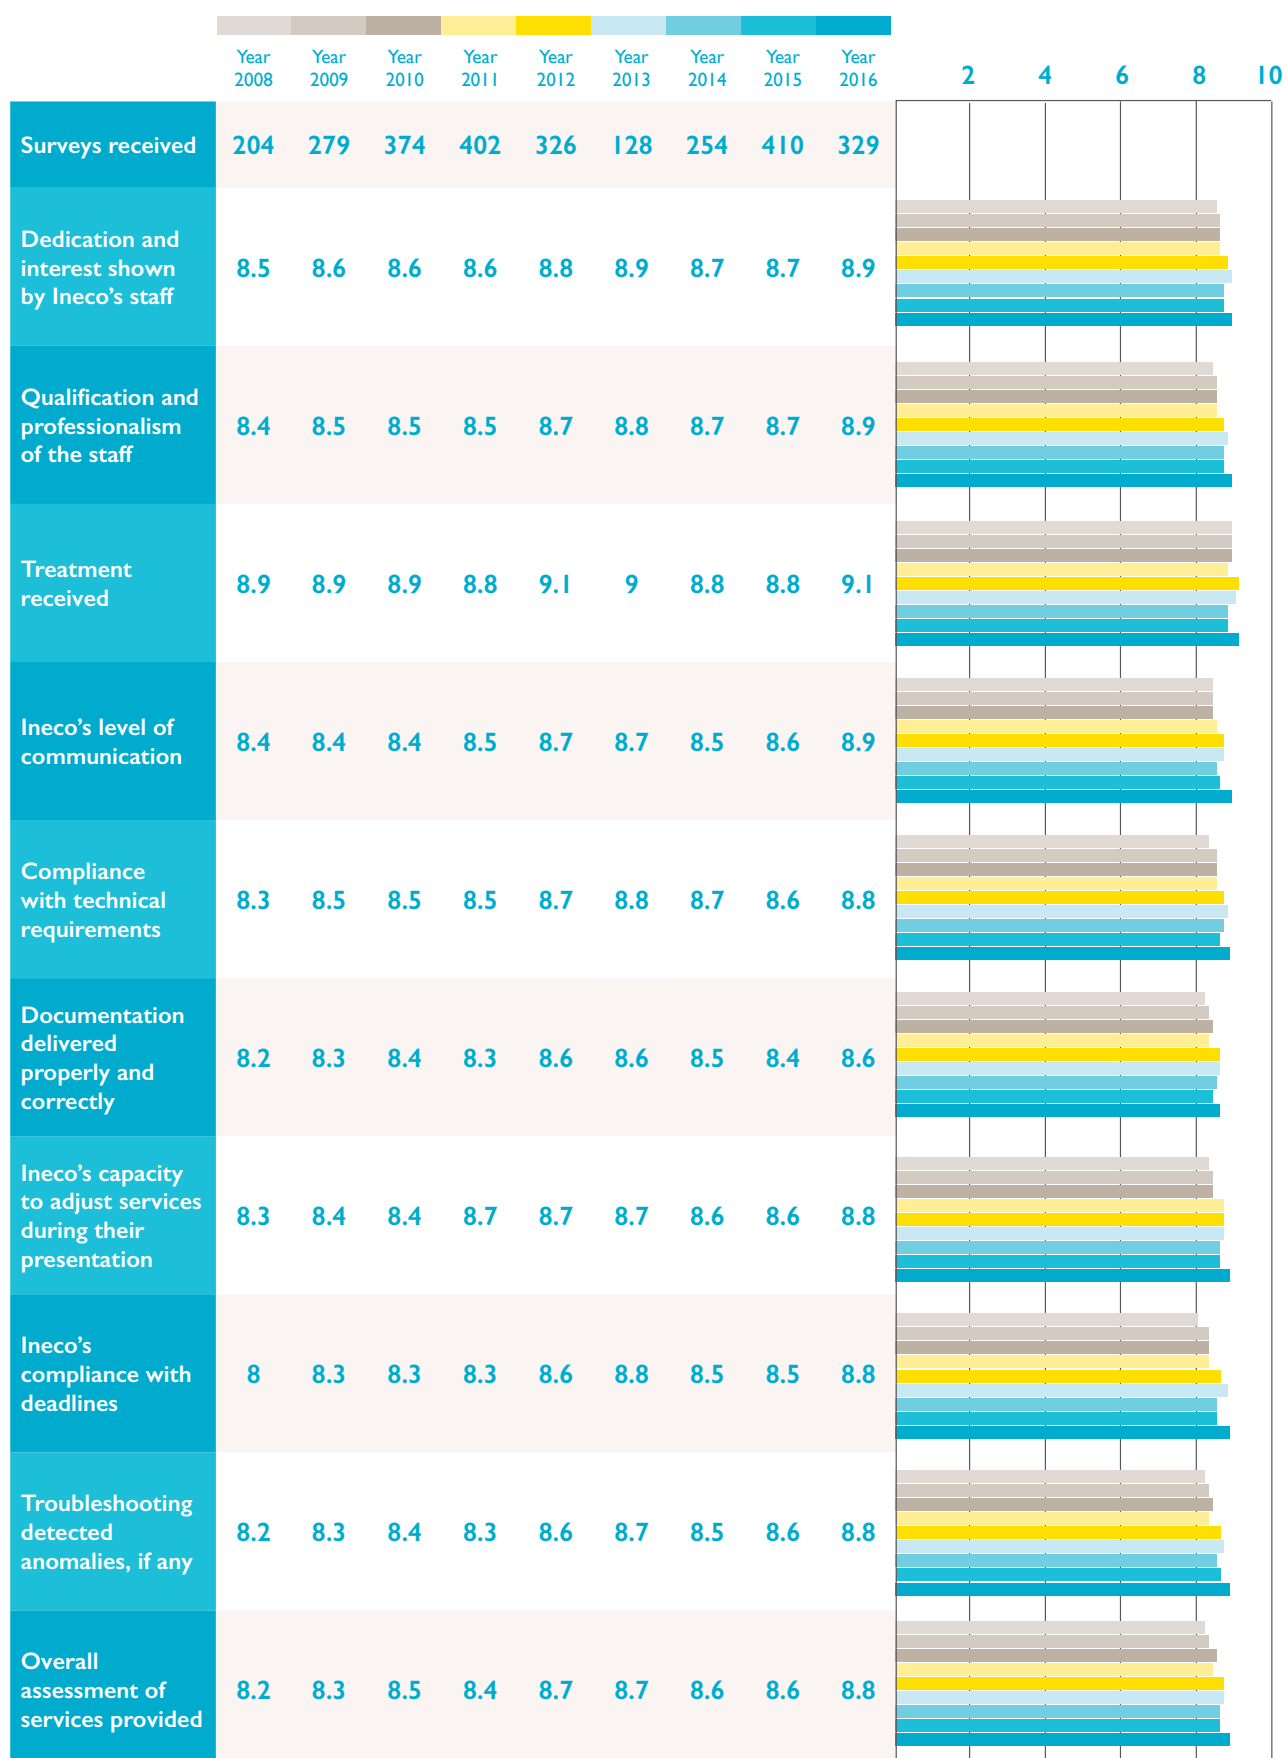 Year Year Year Year Year Year Year Year Year
2008 2009 2010 2011 2012 2013 2014 2015 2016
2 4 6 8 10
Surveys received 204 279 374 402 326 128 254 410 329
Dedication and
interest shown
by Ineco’s staff
8.5 8.6 8.6 8.6 8.8 8.9 8.7 8.7 8.9
Qualification and
professionalism
of the staff
8.4 8.5 8.5 8.5 8.7 8.8 8.7 8.7 8.9
Treatment
received
8.9 8.9 8.9 8.8 9.1 9 8.8 8.8 9.1
Ineco’s level of
communication
8.4 8.4 8.4 8.5 8.7 8.7 8.5 8.6 8.9
Compliance
with technical
requirements
8.3 8.5 8.5 8.5 8.7 8.8 8.7 8.6 8.8
Documentation
delivered
properly and
correctly
8.2 8.3 8.4 8.3 8.6 8.6 8.5 8.4 8.6
Ineco’s capacity
to adjust services
during their
presentation
8.3 8.4 8.4 8.7 8.7 8.7 8.6 8.6 8.8
Ineco’s
compliance with
deadlines
8 8.3 8.3 8.3 8.6 8.8 8.5 8.5 8.8
Troubleshooting
detected
anomalies, if any
8.2 8.3 8.4 8.3 8.6 8.7 8.5 8.6 8.8
Overall
assessment of
services provided
8.2 8.3 8.5 8.4 8.7 8.7 8.6 8.6 8.8